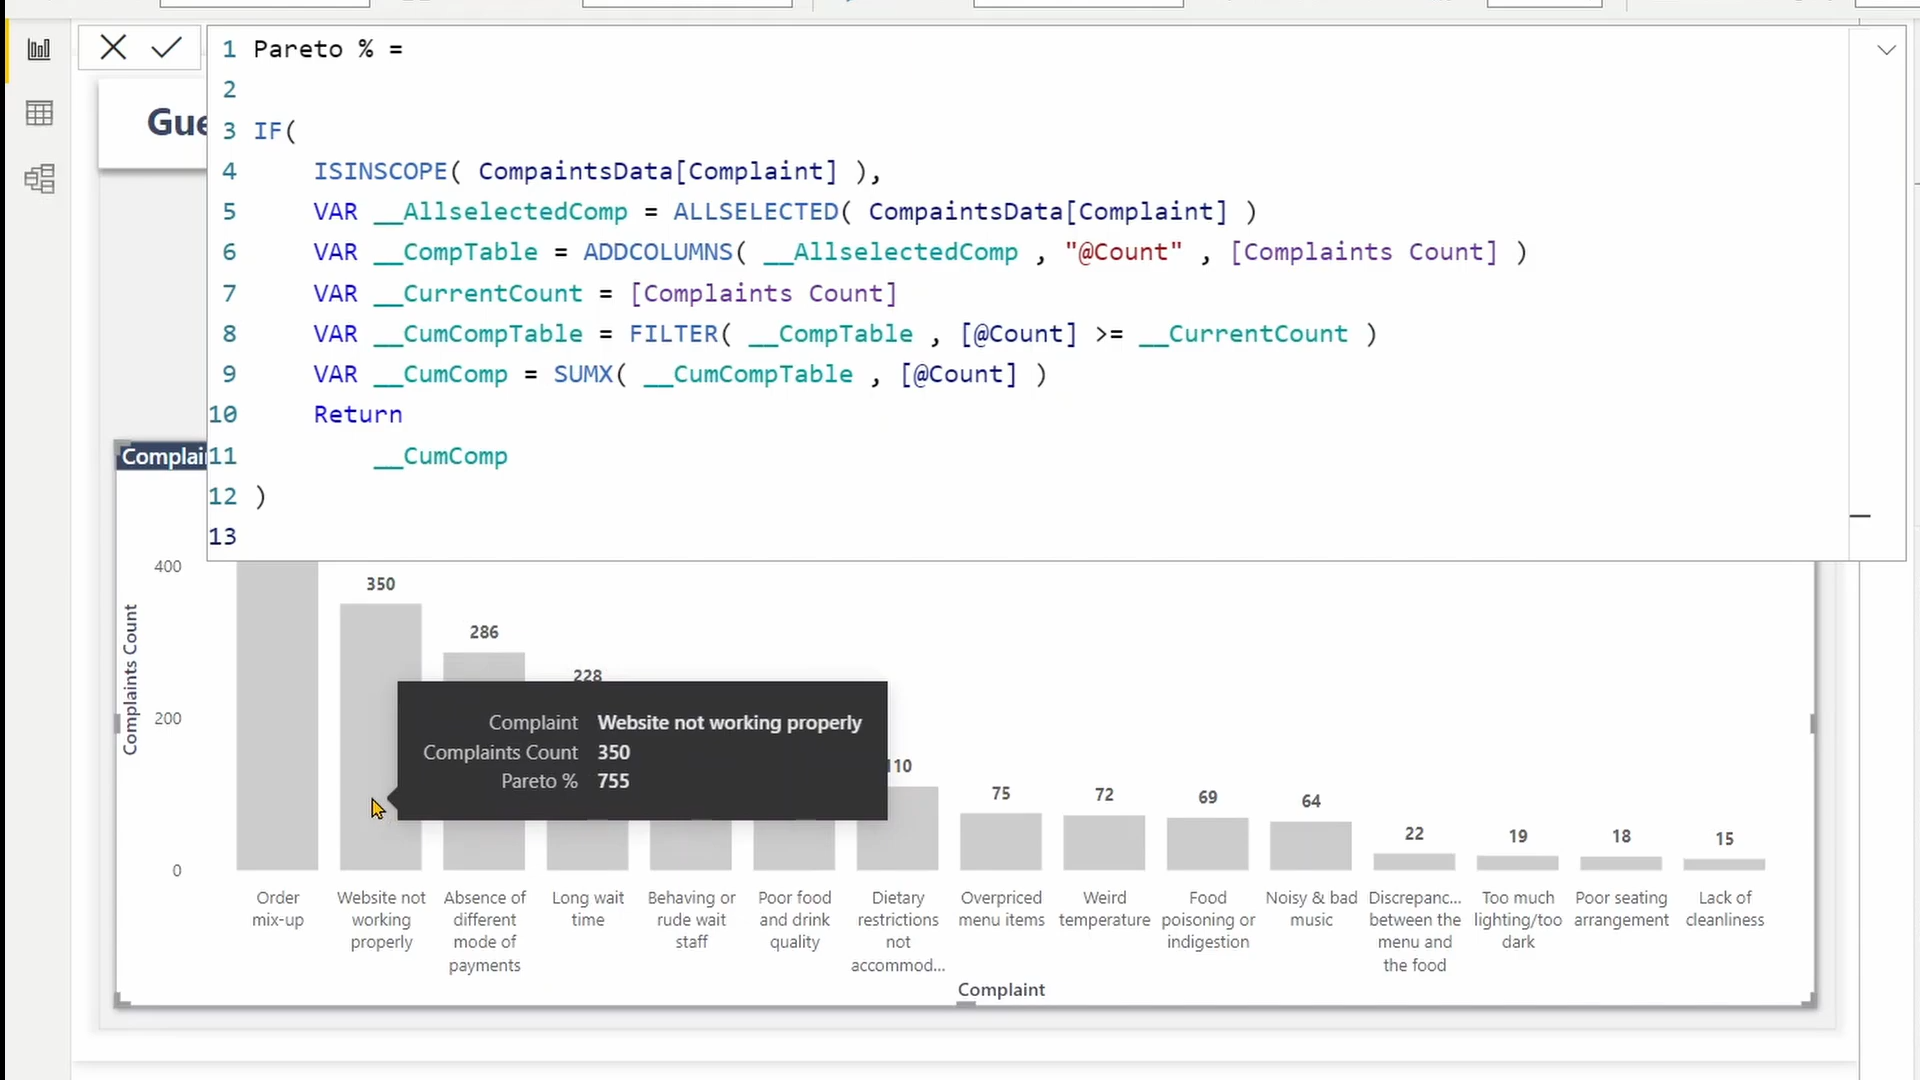 1 Pareto % =
2
3 IF(
4 ISINSCOPE( CompaintsData[Complaint] ),
5 VAR __AllselectedComp = ALLSELECTED( CompaintsData[Complaint] )
6 VAR __CompTable = ADDCOLUMNS( __AllselectedComp , "@Count" , [Complaints Count] )
7 VAR __CurrentCount = [Complaints Count]
8 VAR __CumCompTable = FILTER( __CompTable , [@Count] >= __CurrentCount )
9 VAR __CumComp = SUMX( __CumCompTable , [@Count] )
10 Return
11 __CumComp
12 )
13
Gue
Complai
400
200
0
Complaints Count
350
286
228
110
75
72
69
64
22
19
18
15
Complaint Website not working properly
Complaints Count 350
Pareto % 755
Order
mix-up
Website not
working
properly
Absence of
different
mode of
payments
Long wait
time
Behaving or
rude wait
staff
Poor food
and drink
quality
Dietary
restrictions
not
accommod...
Overpriced
menu items
Weird
temperature
Food
poisoning or
indigestion
Noisy & bad
music
Discrepanc...
between the
menu and
the food
Too much
lighting/too
dark
Poor seating
arrangement
Lack of
cleanliness
Complaint